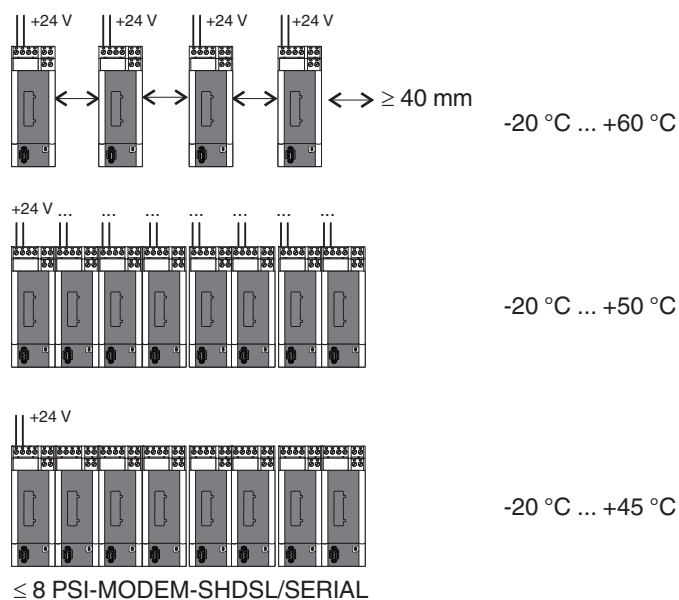 +24 V +24 V +24 V +24 V
≥ 40 mm
-20 °C ... +60 °C
+24 V ... ... ... ... ... ... ...
-20 °C ... +50 °C
+24 V
-20 °C ... +45 °C
≤ 8 PSI-MODEM-SHDSL/SERIAL